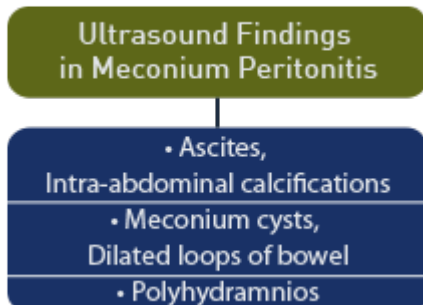 Ultrasound Findings
in Meconium Peritonitis
• Ascites,
Intra-abdominal calcifications
• Meconium cysts,
Dilated loops of bowel
• Polyhydramnios